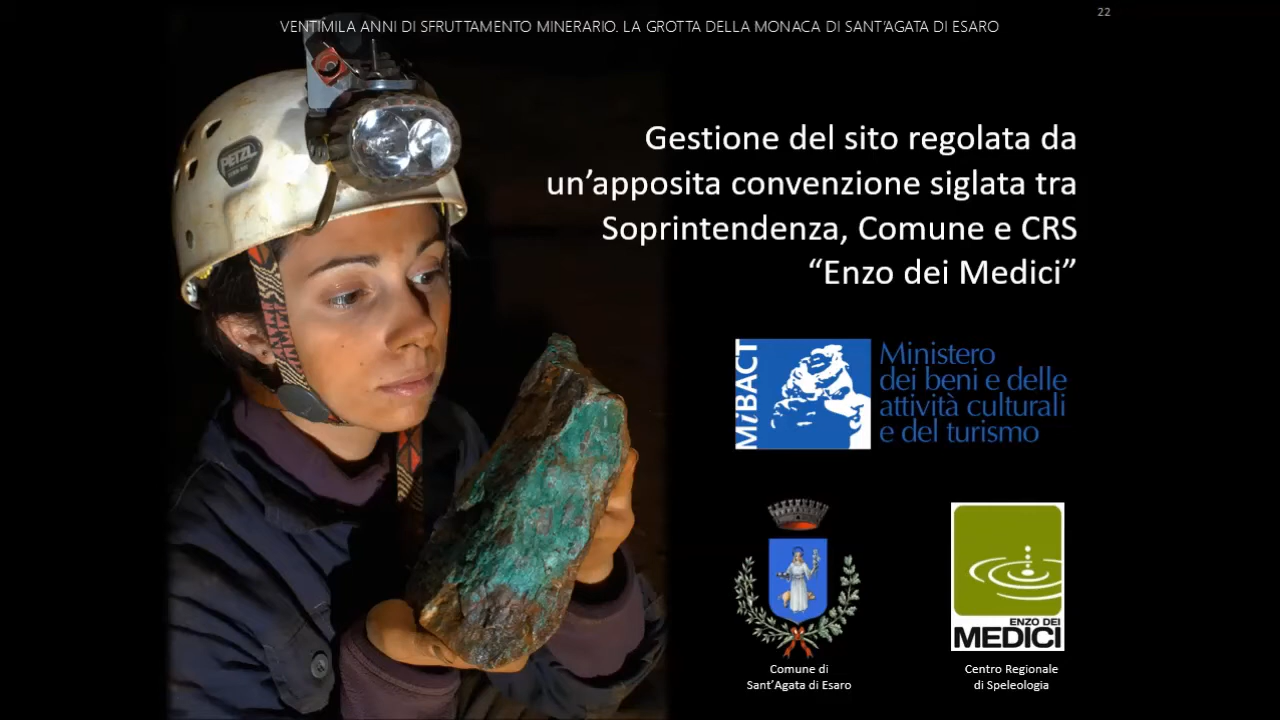 VENTIMILA ANNI DI SFRUTTAMENTO MINERARIO. LA GROTTA DELLA MONACA DI SANT'AGATA DI ESARO
22
PETZL
Gestione del sito regolata da
un’apposita convenzione siglata tra
Soprintendenza, Comune e CRS
“Enzo dei Medici”
MiBACT
Ministero
dei beni e delle
attività culturali
e del turismo
Comune di
Sant’Agata di Esaro
ENZO DEI
MEDICI
Centro Regionale
di Speleologia